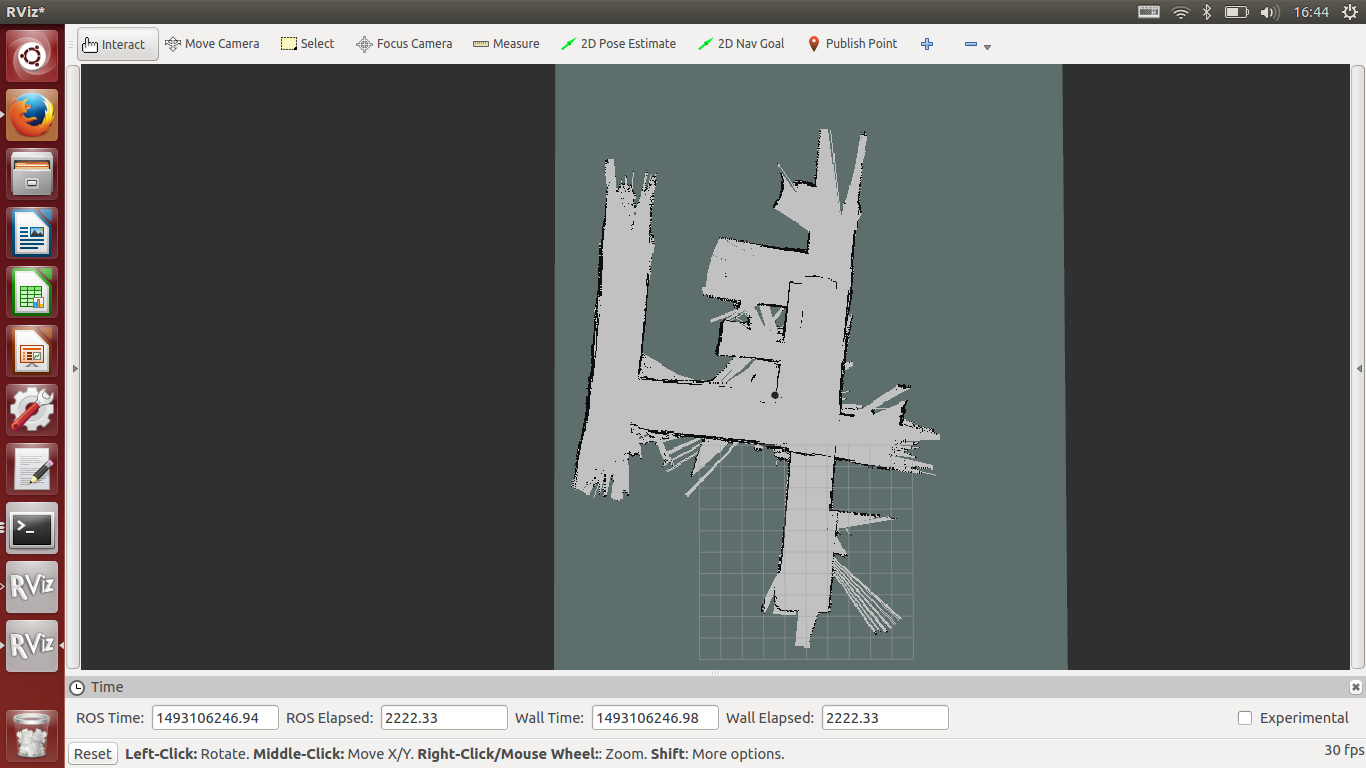 RViz*
16:44
Interact Move Camera Select Focus Camera Measure 2D Pose Estimate 2D Nav Goal Publish Point
>_
RViz
RViz
Time
ROS Time: 1493106246.94 ROS Elapsed: 2222.33 Wall Time: 1493106246.98 Wall Elapsed: 2222.33 Experimental
Reset Left-Click: Rotate. Middle-Click: Move X/Y. Right-Click/Mouse Wheel:: Zoom. Shift: More options. 30 fps